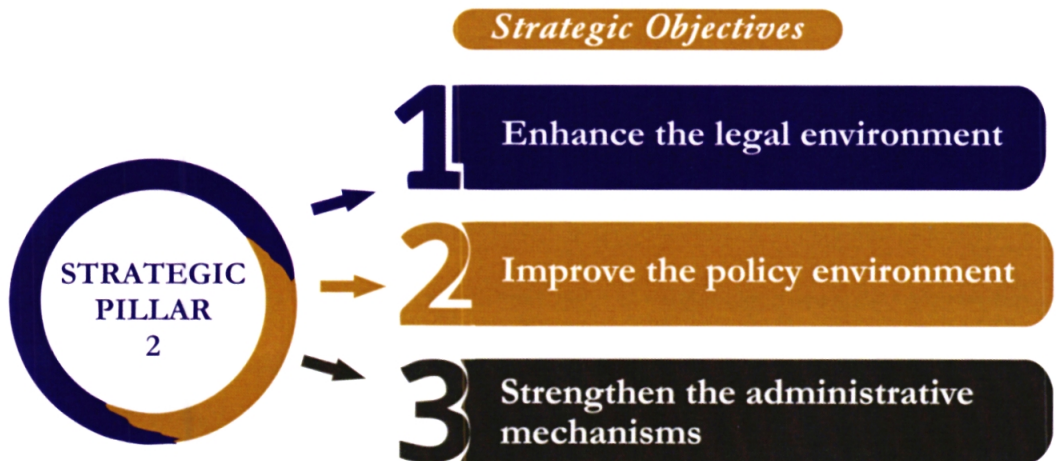 Strategic Objectives
STRATEGIC
PILLAR
2
1
Enhance the legal environment
2
Improve the policy environment
3
Strengthen the administrative
mechanisms